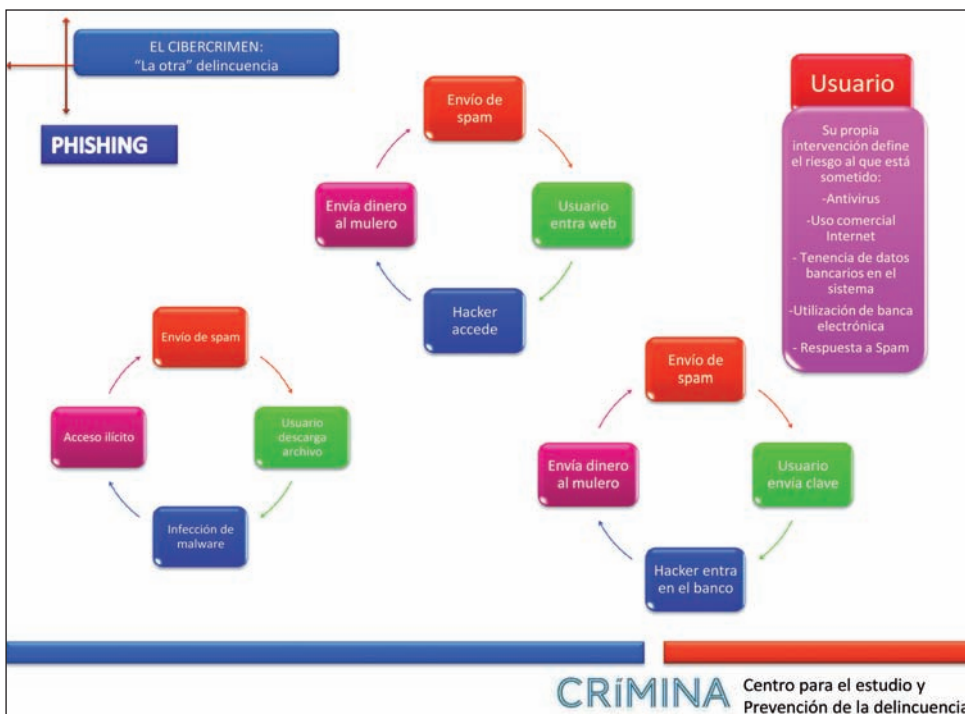 EL CIBERCRIMEN:
“La otra” delincuencia
PHISHING
Envío de
spam
Usuario
entra web
Hacker
accede
Envía dinero
al mulero
Usuario
Su propia
intervención define
el riesgo al que está
sometido:
-Antivirus
-Uso comercial
Internet
- Tenencia de datos
bancarios en el
sistema
-Utilización de banca
electrónica
- Respuesta a Spam
Envío de spam
Usuario
descarga
archivo
Infección de
malware
Acceso ilícito
Envío de
spam
Usuario
envía clave
Hacker entra
en el banco
Envía dinero
al mulero
CRíMINA
Centro para el estudio y
Prevención de la delincuencia